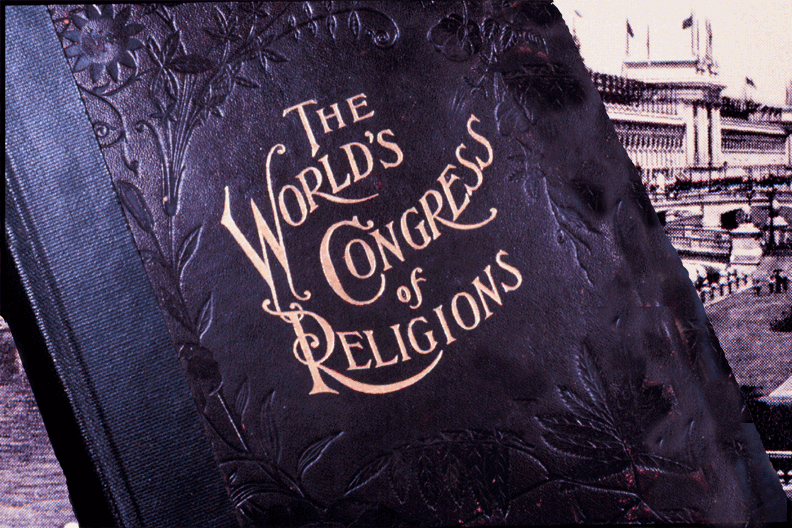 THE
WORLD'S
CONGRESS
of
RELIGIONS